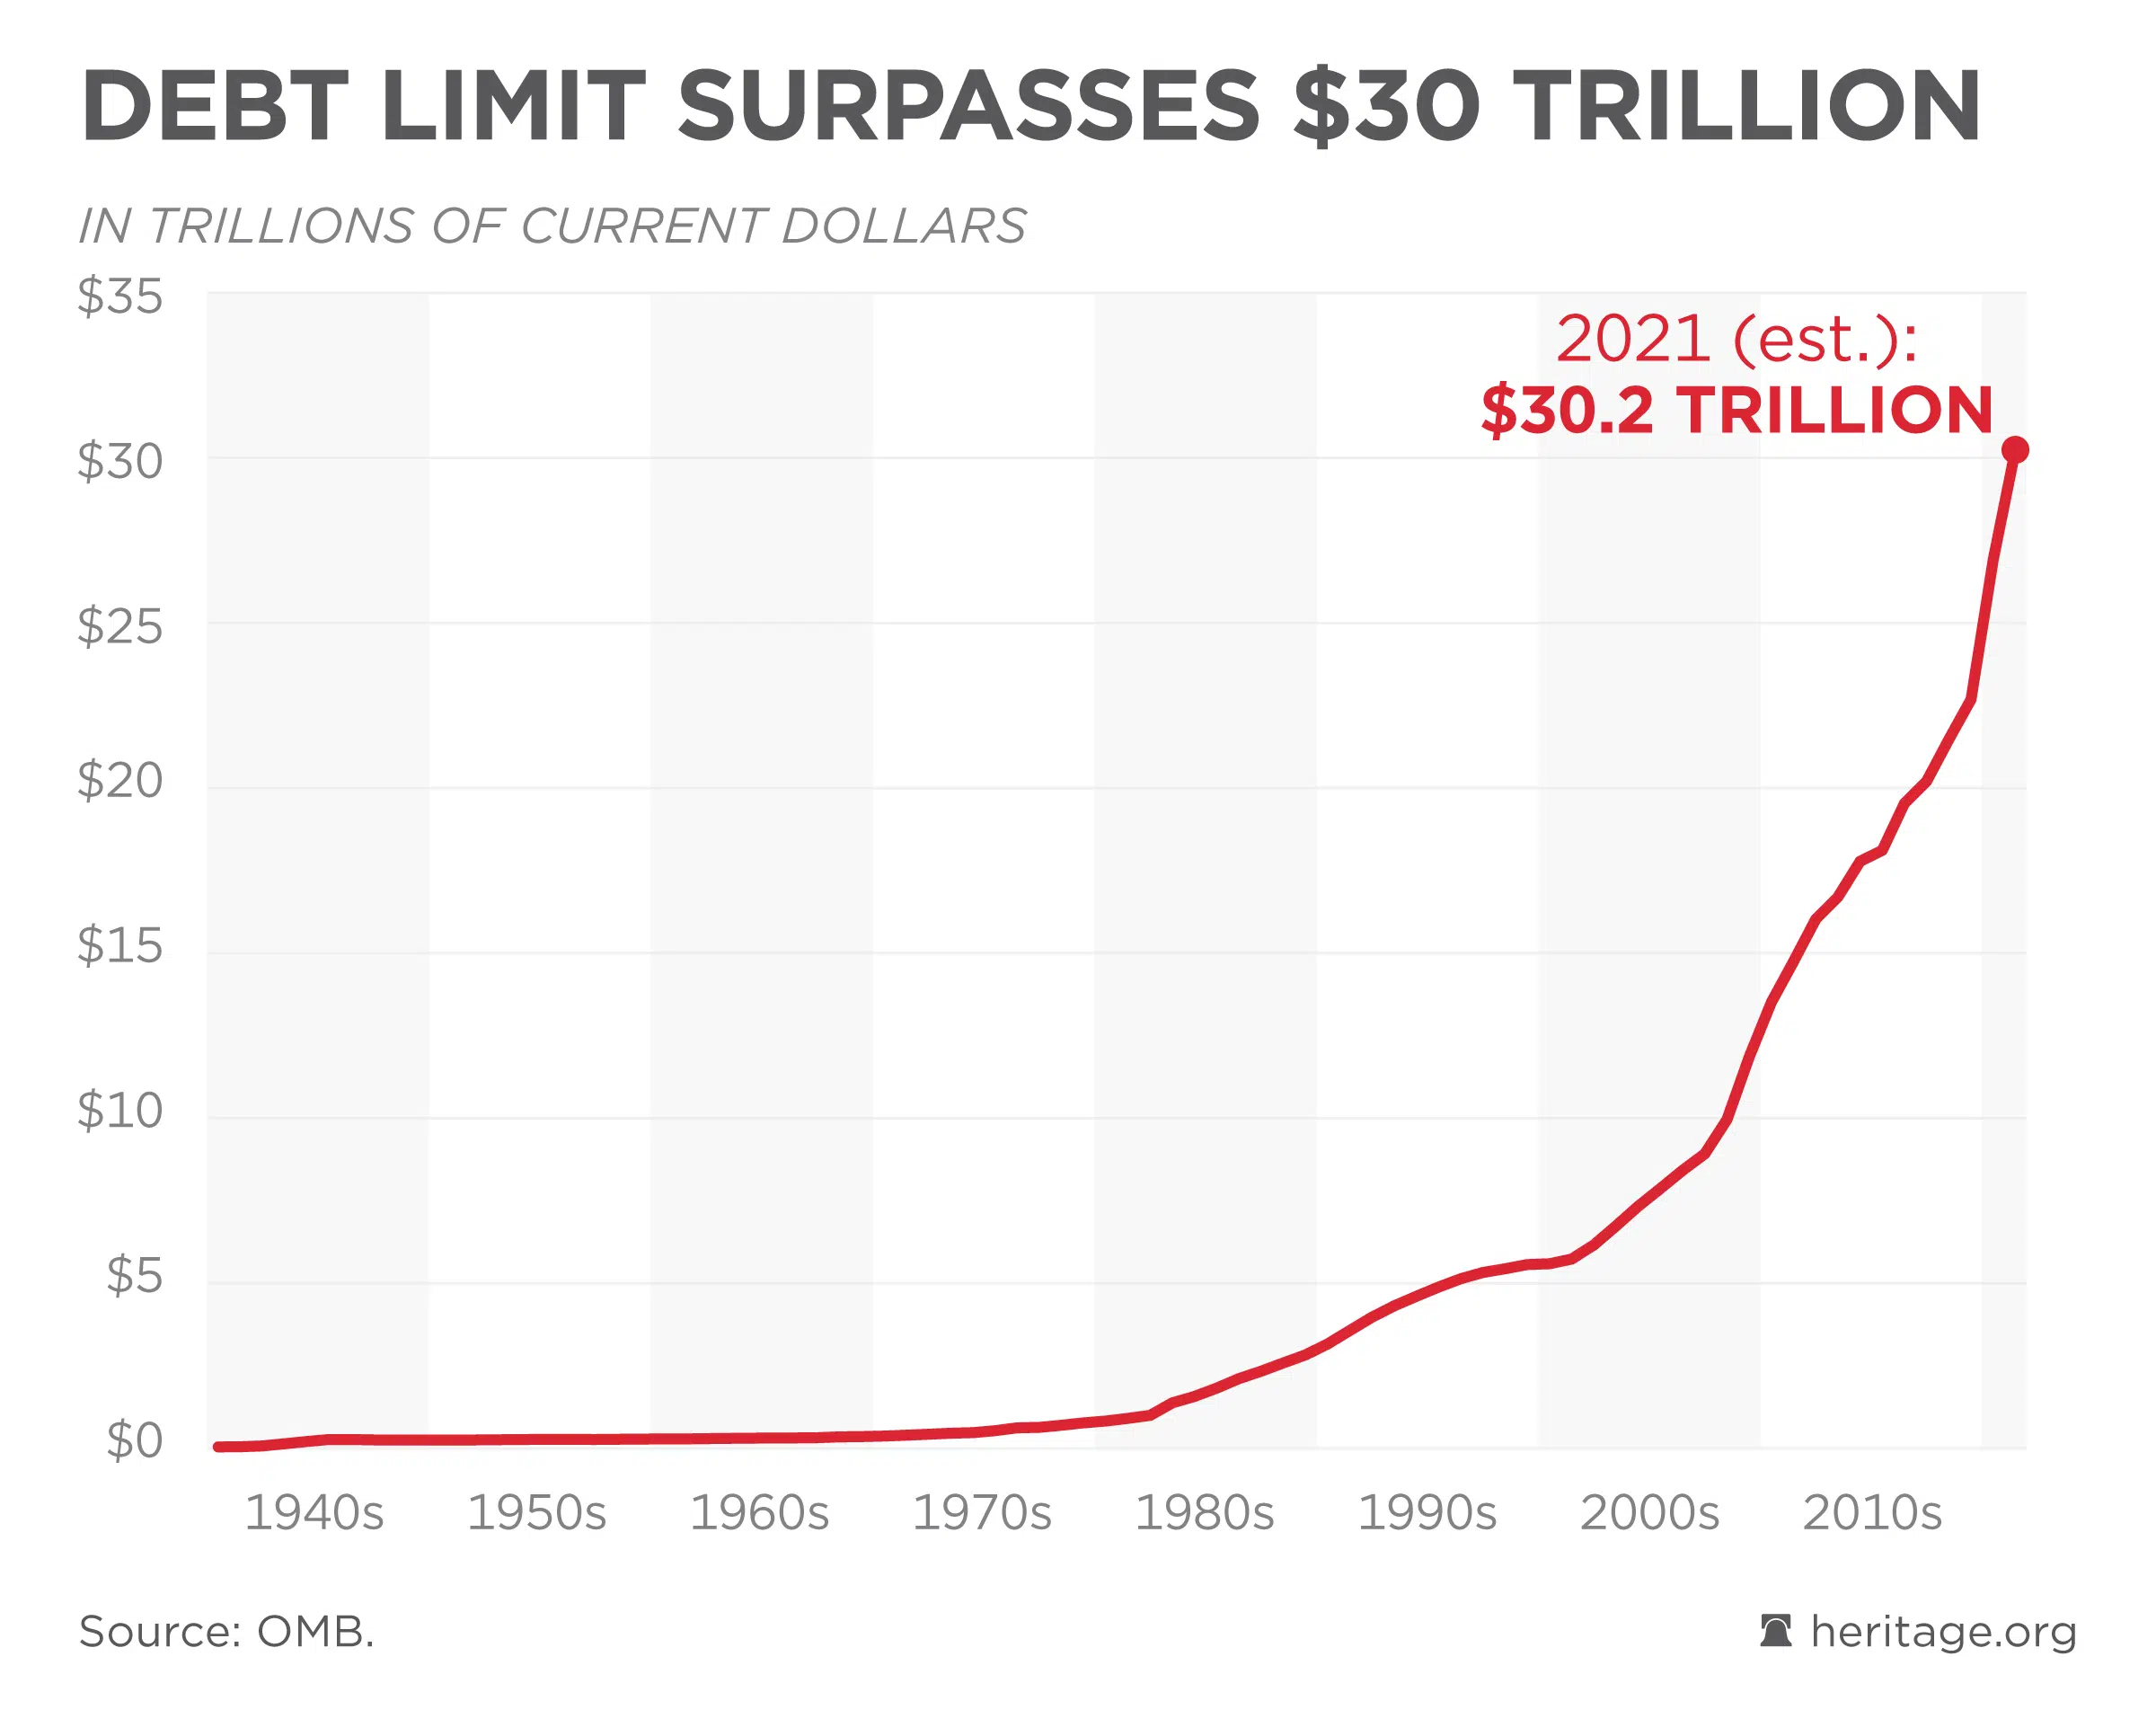 DEBT LIMIT SURPASSES $30 TRILLION
IN TRILLIONS OF CURRENT DOLLARS
$35
2021 (est.):
$30.2 TRILLION
$30
$25
$20
$15
$10
$5
$0
1940s 1950s 1960s 1970s 1980s 1990s 2000s 2010s
Source: OMB.
heritage.org